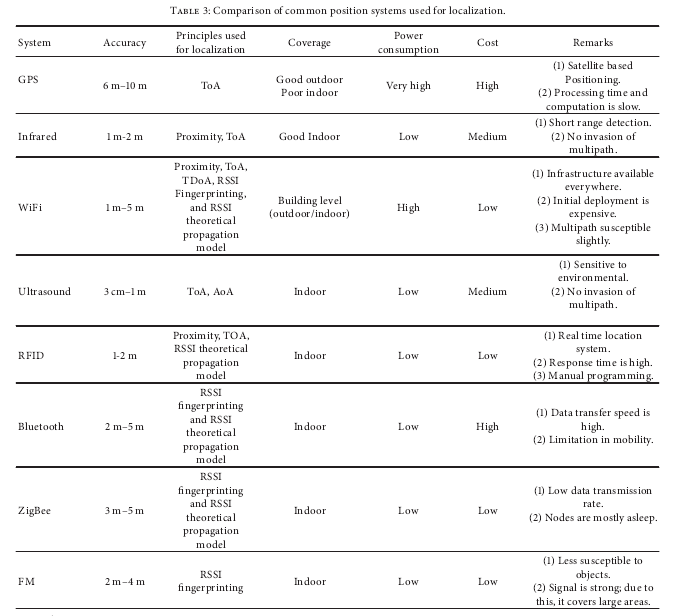 TABLE 3: Comparison of common position systems used for localization.
System Accuracy Principles used for localization Coverage Power consumption Cost Remarks
GPS 6 m–10 m ToA Good outdoor Poor indoor Very high High (1) Satellite based Positioning. (2) Processing time and computation is slow.
Infrared 1 m-2 m Proximity, ToA Good Indoor Low Medium (1) Short range detection. (2) No invasion of multipath.
WiFi 1 m–5 m Proximity, ToA, TDoA, RSSI Fingerprinting, and RSSI theoretical propagation model Building level (outdoor/indoor) High Low (1) Infrastructure available everywhere. (2) Initial deployment is expensive. (3) Multipath susceptible slightly.
Ultrasound 3 cm–1 m ToA, AoA Indoor Low Medium (1) Sensitive to environmental. (2) No invasion of multipath.
RFID 1-2 m Proximity, TOA, RSSI theoretical propagation model Indoor Low Low (1) Real time location system. (2) Response time is high. (3) Manual programming.
Bluetooth 2 m–5 m RSSI fingerprinting and RSSI theoretical propagation model Indoor Low High (1) Data transfer speed is high. (2) Limitation in mobility.
ZigBee 3 m–5 m RSSI fingerprinting and RSSI theoretical propagation model Indoor Low Low (1) Low data transmission rate. (2) Nodes are mostly asleep.
FM 2 m–4 m RSSI fingerprinting Indoor Low Low (1) Less susceptible to objects. (2) Signal is strong; due to this, it covers large areas.